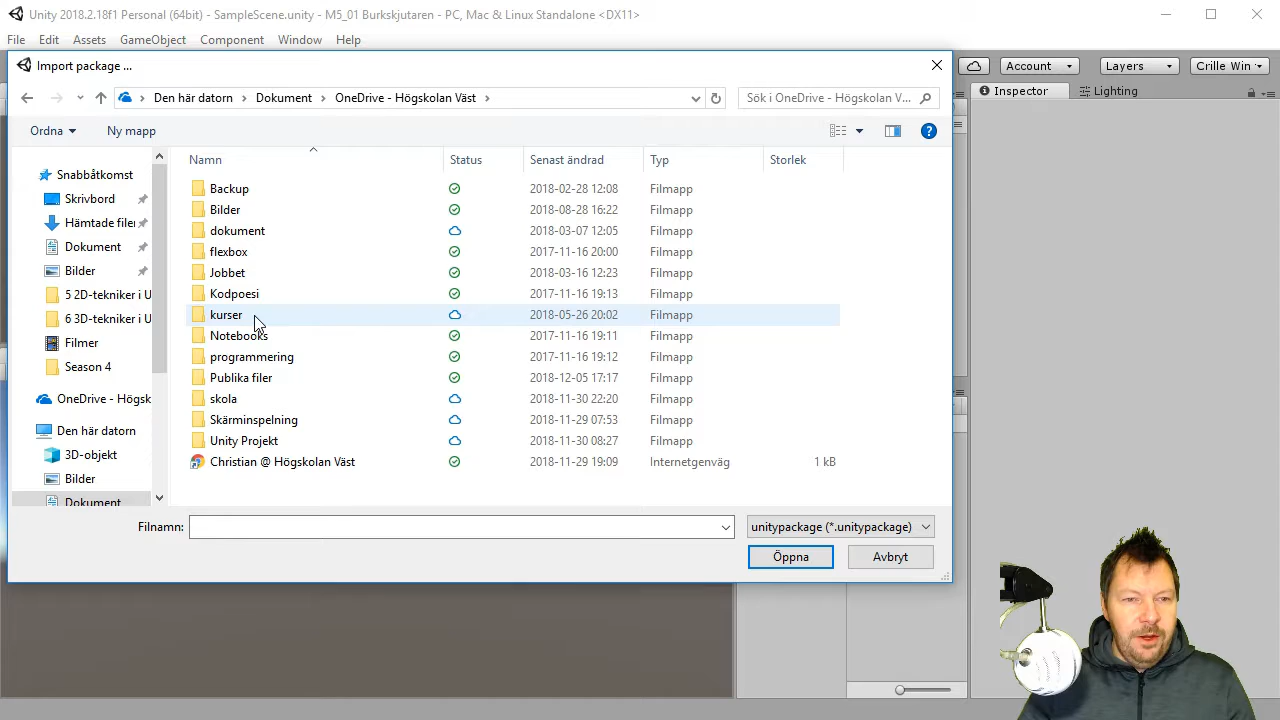 Unity 2018.2.18f1 Personal (64bit) - SampleScene.unity - M5_01 Burkskjutaren - PC, Mac & Linux Standalone <DX11>
File Edit Assets GameObject Component Window Help
Import package ...
Account Layers Crille Win
Den här datorn Dokument OneDrive - Högskolan Väst
Sök i OneDrive - Högskolan V...
Inspector Lighting
Ordna Ny mapp
Namn Status Senast ändrad Typ Storlek
Snabbåtkomst
Skrivbord
Hämtade filer
Dokument
Bilder
5 2D-tekniker i U
6 3D-tekniker i U
Filmer
Season 4
OneDrive - Högsk
Den här datorn
3D-objekt
Bilder
Dokument
Backup 2018-02-28 12:08 Filmapp
Bilder 2018-08-28 16:22 Filmapp
dokument 2018-03-07 12:05 Filmapp
flexbox 2017-11-16 20:00 Filmapp
Jobbet 2018-03-16 12:23 Filmapp
Kodpoesi 2017-11-16 19:13 Filmapp
kurser 2018-05-26 20:02 Filmapp
Notebooks 2017-11-16 19:11 Filmapp
programmering 2017-11-16 19:12 Filmapp
Publika filer 2018-12-05 17:17 Filmapp
skola 2018-11-30 22:20 Filmapp
Skärminspelning 2018-11-29 07:53 Filmapp
Unity Projekt 2018-11-30 08:27 Filmapp
Christian @ Högskolan Väst 2018-11-29 19:09 Internetgenväg 1 kB
Filnamn: unitypackage (*.unitypackage)
Öppna Avbryt